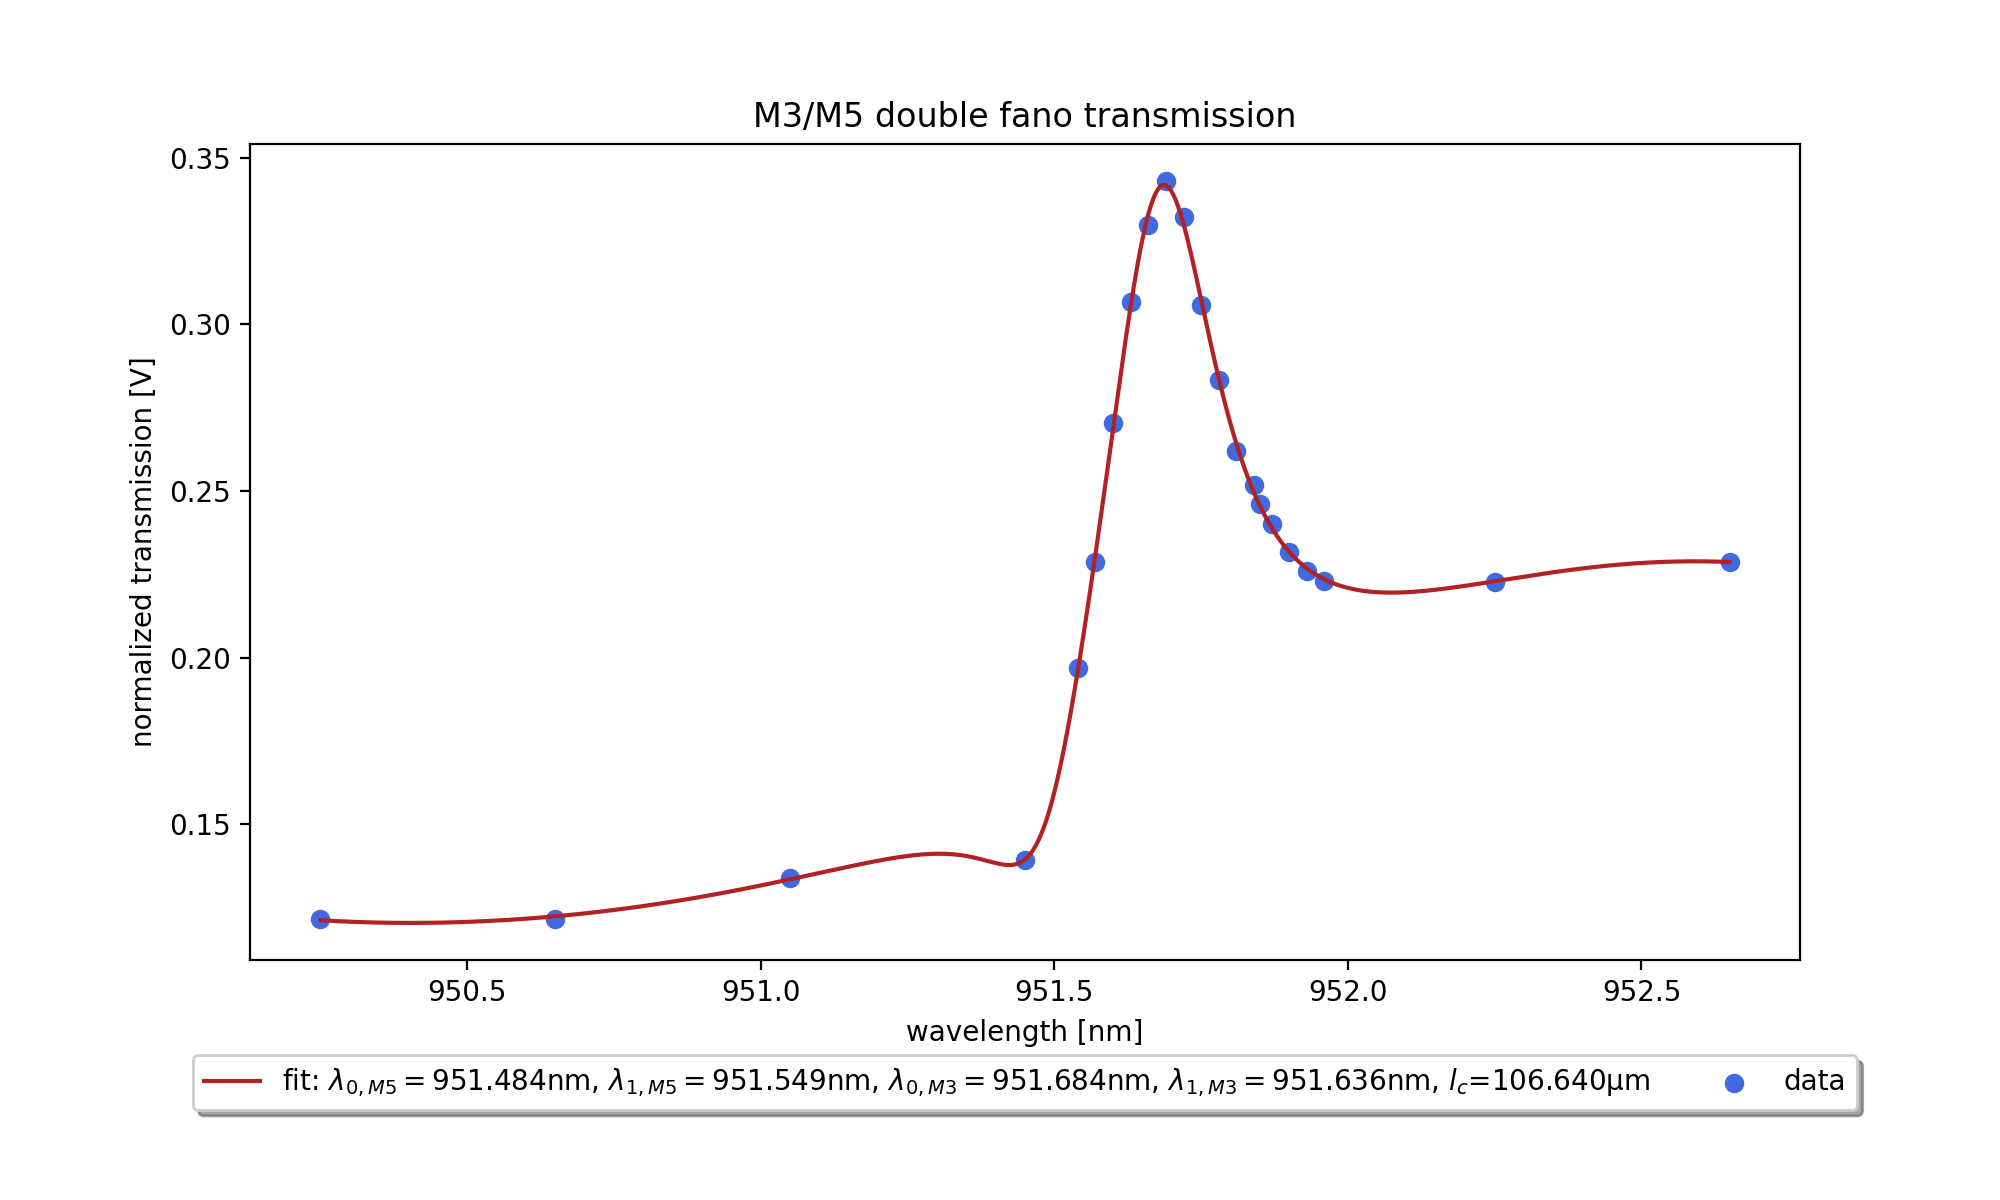 M3/M5 double fano transmission
normalized transmission [V]
0.35
0.30
0.25
0.20
0.15
950.5 951.0 951.5 952.0 952.5
wavelength [nm]
fit: λ0,M5 = 951.484nm, λ1,M5 = 951.549nm, λ0,M3 = 951.684nm, λ1,M3 = 951.636nm, lc=106.640μm data